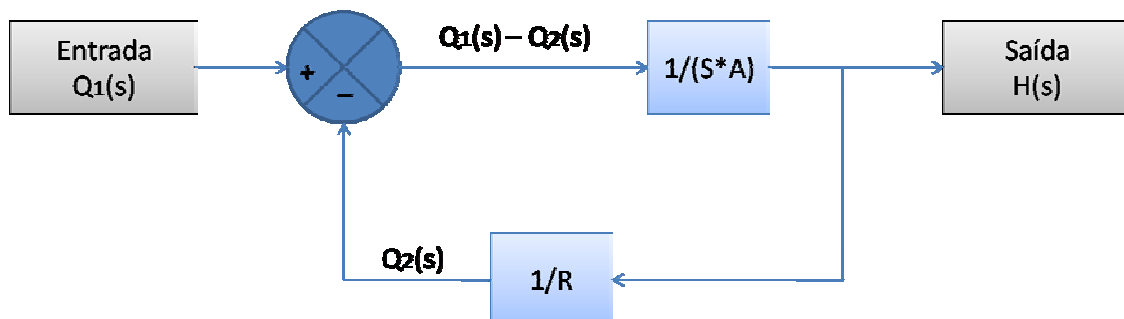 Entrada
Q1(s)
+
–
Q1(s) – Q2(s)
1/(S*A)
Saída
H(s)
Q2(s)
1/R